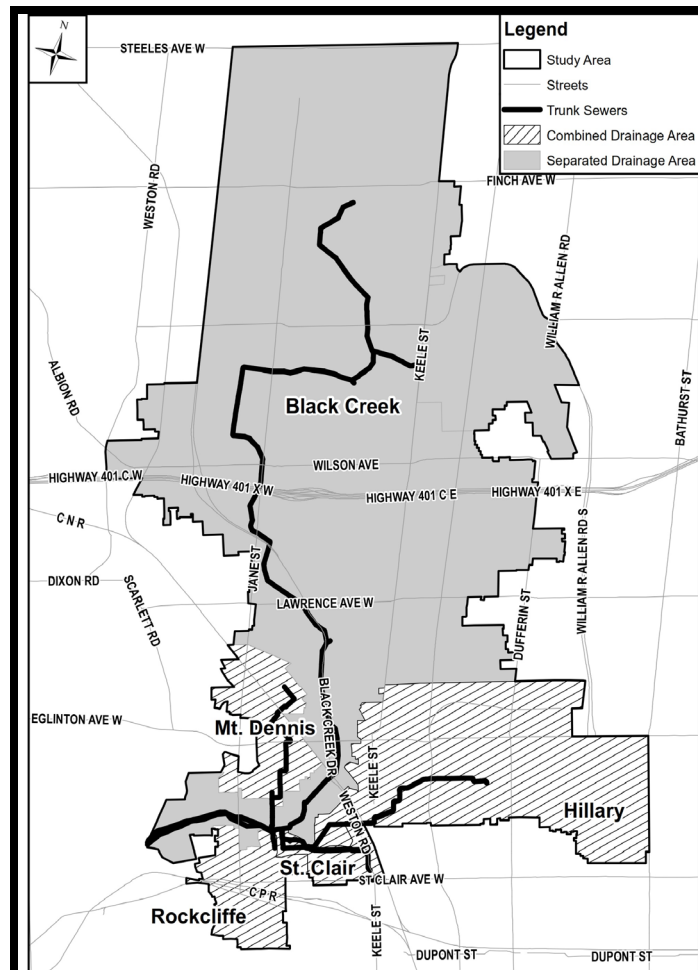 N
Legend
Study Area
Streets
Trunk Sewers
Combined Drainage Area
Separated Drainage Area
STEELES AVE W
WESTON RD
FINCH AVE W
WILLIAM R ALLEN RD
KEELE ST
ALBION RD
BATHURST ST
Black Creek
WILSON AVE
HIGHWAY 401 C W
HIGHWAY 401 X W
HIGHWAY 401 C E
HIGHWAY 401 X E
C N R
WILLIAM R ALLEN RD S
JANE ST
DIXON RD
SCARLETT RD
LAWRENCE AVE W
DUFFERIN ST
BLACK CREEK DR
EGLINTON AVE W
Mt. Dennis
KEELE ST
WESTON RD
Hillary
St. Clair
ST CLAIR AVE W
C P R
Rockcliffe
KEELE ST
DUPONT ST
DUPONT ST